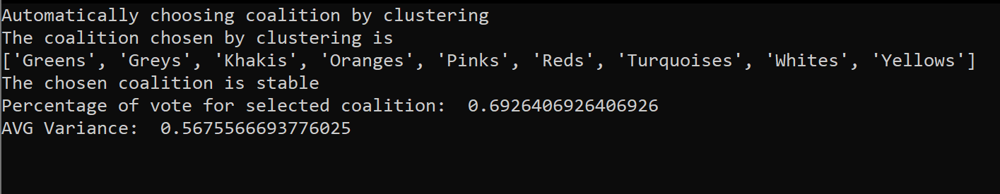 Automatically choosing coalition by clustering
The coalition chosen by clustering is
['Greens', 'Greys', 'Khakis', 'Oranges', 'Pinks', 'Reds', 'Turquoises', 'Whites', 'Yellows']
The chosen coalition is stable
Percentage of vote for selected coalition:  0.6926406926406926
AVG Variance:  0.5675566693776025